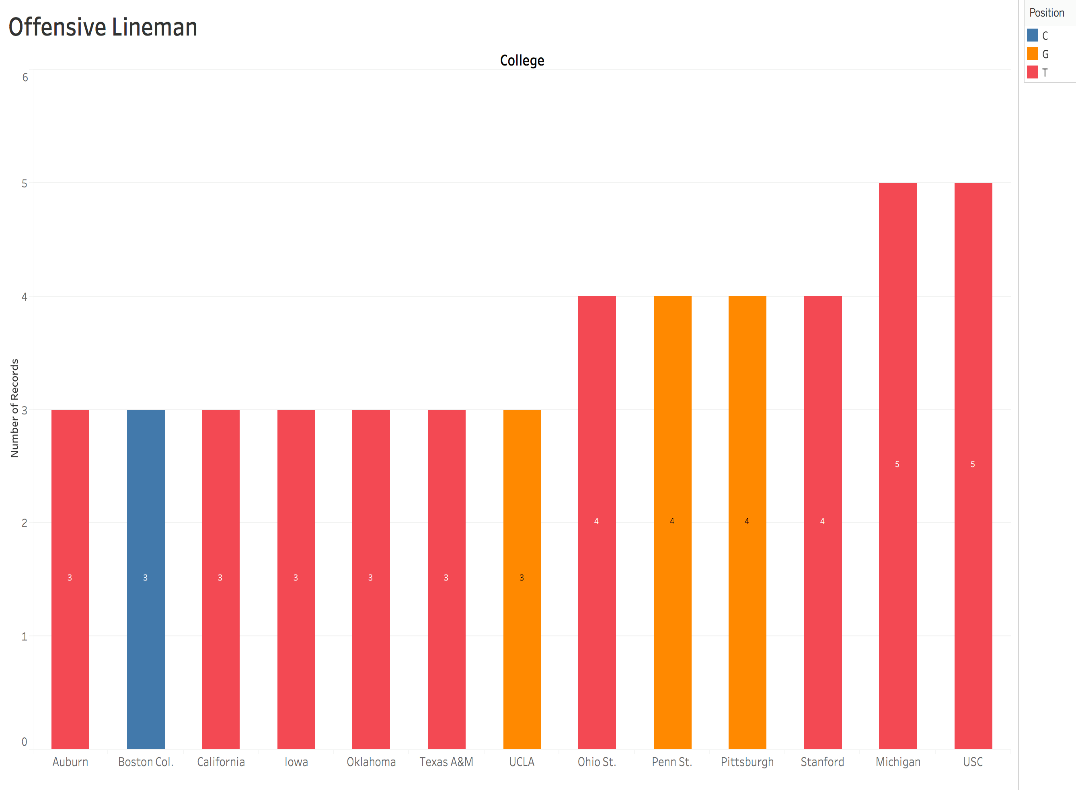 Offensive Lineman
Position
C
G
T
College
6
5
4
3
2
1
0
Number of Records
3
3
3
3
3
3
3
4
4
4
4
5
5
Auburn
Boston Col.
California
Iowa
Oklahoma
Texas A&M
UCLA
Ohio St.
Penn St.
Pittsburgh
Stanford
Michigan
USC